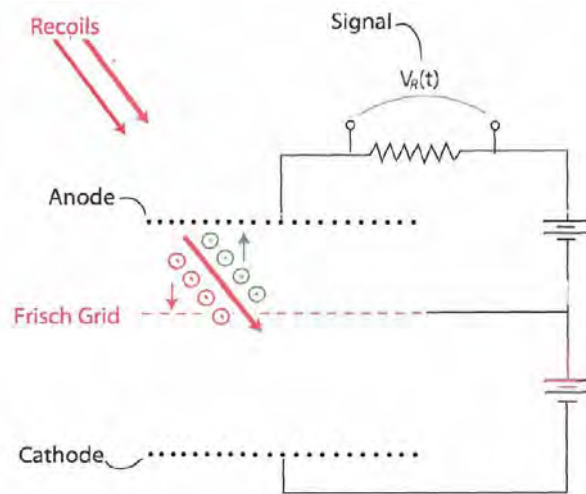 Recoils
Signal
V_R(t)
Anode
Frisch Grid
Cathode